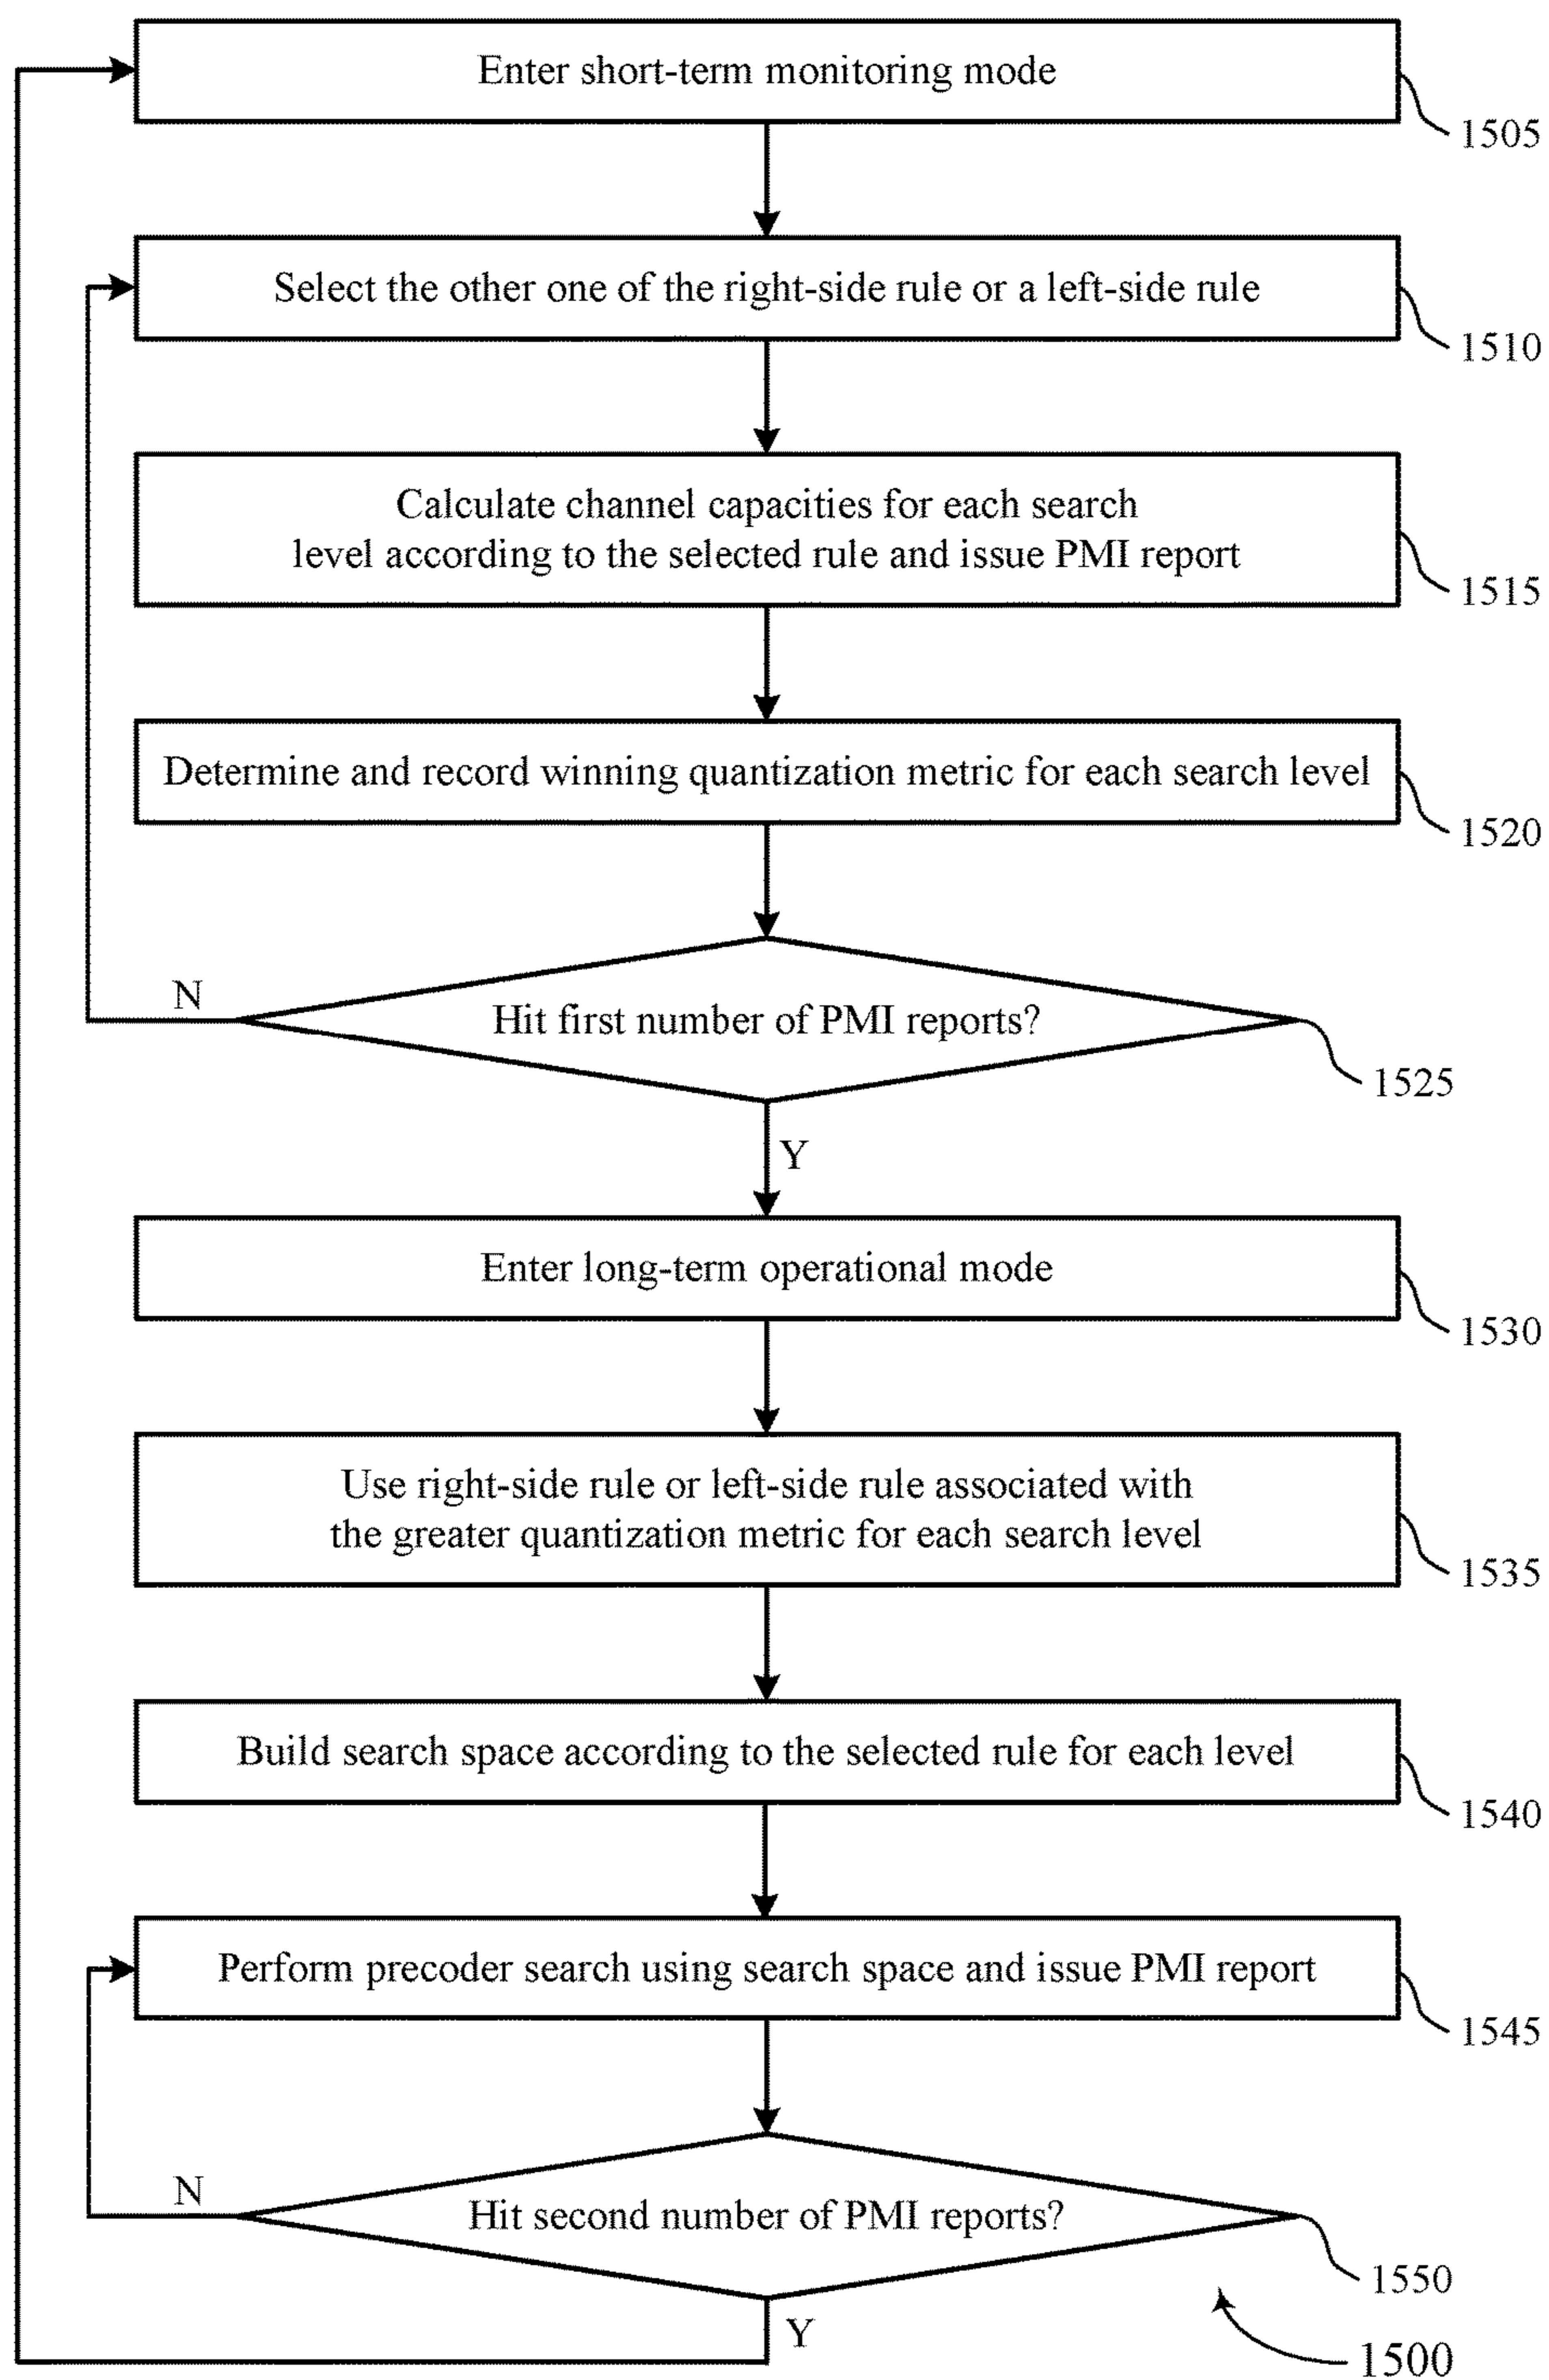 Enter short-term monitoring mode
1505
Select the other one of the right-side rule or a left-side rule
1510
Calculate channel capacities for each search
level according to the selected rule and issue PMI report
1515
Determine and record winning quantization metric for each search level
1520
N
Hit first number of PMI reports?
1525
Y
Enter long-term operational mode
1530
Use right-side rule or left-side rule associated with
the greater quantization metric for each search level
1535
Build search space according to the selected rule for each level
1540
Perform precoder search using search space and issue PMI report
1545
N
Hit second number of PMI reports?
1550
Y
1500